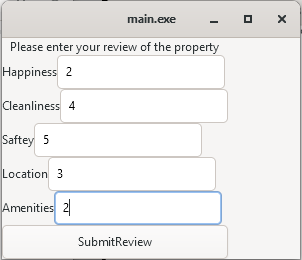 main.exe
Please enter your review of the property
Happiness 2
Cleanliness 4
Saftey 5
Location 3
Amenities 2
SubmitReview